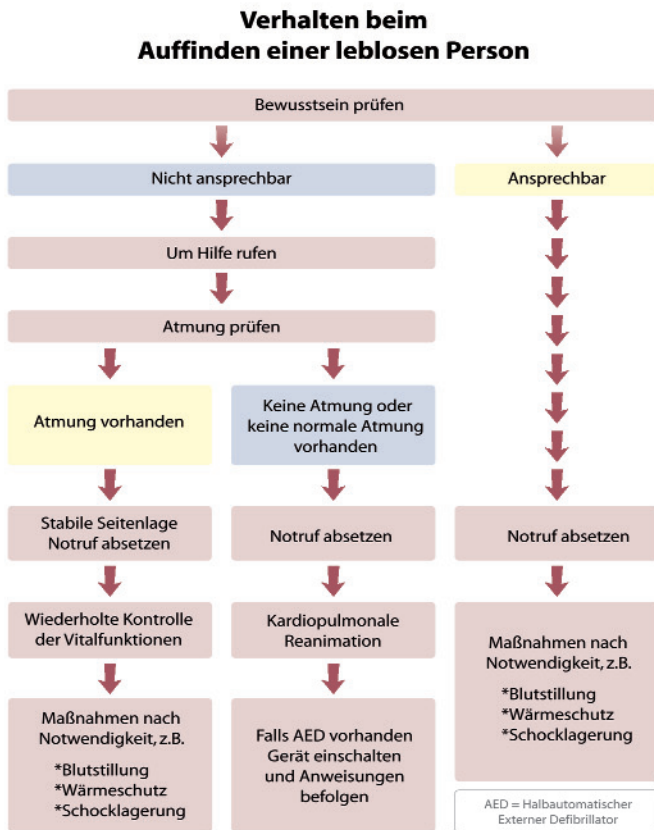 Verhalten beim
Auffinden einer leblosen Person
Bewusstsein prüfen
Nicht ansprechbar
Ansprechbar
Um Hilfe rufen
Atmung prüfen
Atmung vorhanden
Keine Atmung oder
keine normale Atmung
vorhanden
Stabile Seitenlage
Notruf absetzen
Notruf absetzen
Notruf absetzen
Wiederholte Kontrolle
der Vitalfunktionen
Kardiopulmonale
Reanimation
Maßnahmen nach
Notwendigkeit, z.B.
*Blutstillung
*Wärmeschutz
*Schocklagerung
Maßnahmen nach
Notwendigkeit, z.B.
*Blutstillung
*Wärmeschutz
*Schocklagerung
Falls AED vorhanden
Gerät einschalten
und Anweisungen
befolgen
AED = Halbautomatischer
Externer Defibrillator